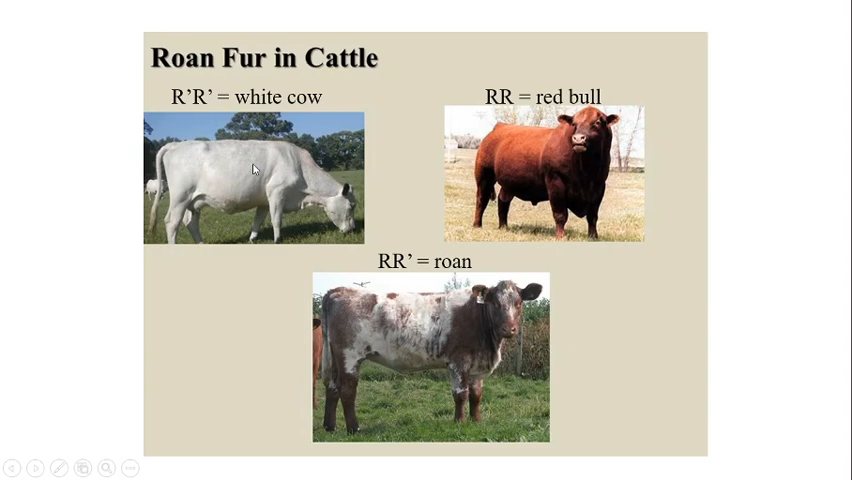 Roan Fur in Cattle
R’R’ = white cow
RR = red bull
RR’ = roan